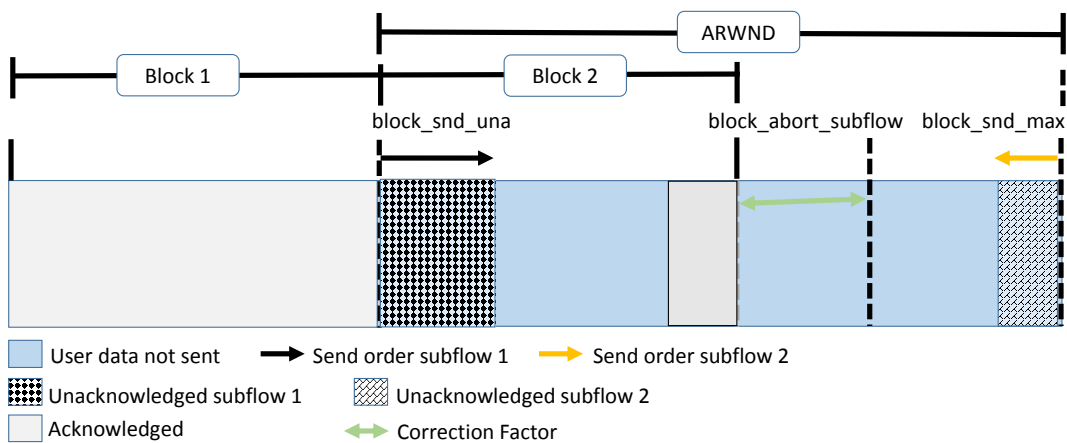 ARWND
Block 1
Block 2
block_snd_una
block_abort_subflow
block_snd_max
User data not sent
Send order subflow 1
Send order subflow 2
Unacknowledged subflow 1
Unacknowledged subflow 2
Acknowledged
Correction Factor